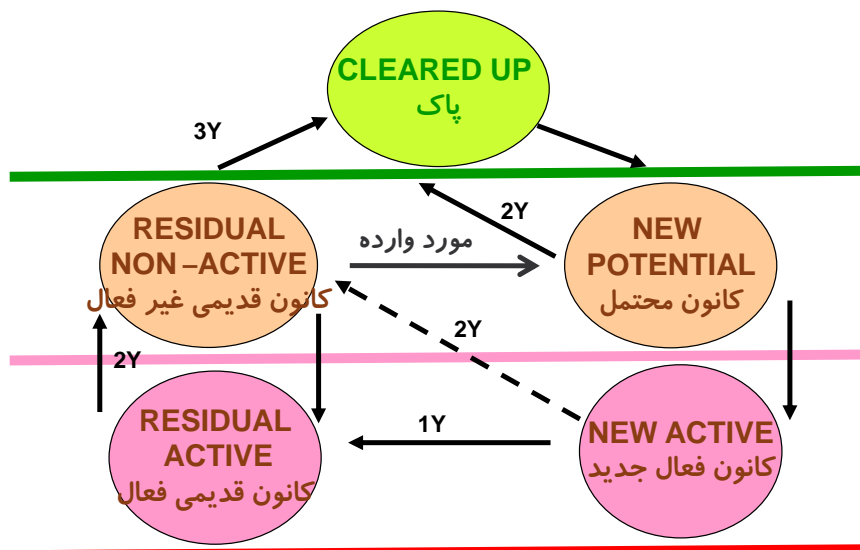 CLEARED UP
پاک
3Y
2Y
RESIDUAL
NON –ACTIVE
کانون قدیمی غیر فعال
مورد وارده
NEW
POTENTIAL
کانون محتمل
2Y
2Y
RESIDUAL
ACTIVE
کانون قدیمی فعال
1Y
NEW ACTIVE
کانون فعال جدید